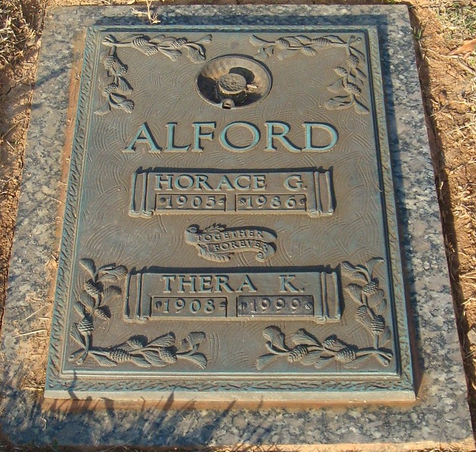 ALFORD
HORACE G.
1905 1986
TOGETHER
FOREVER
THERA K.
1908 1999